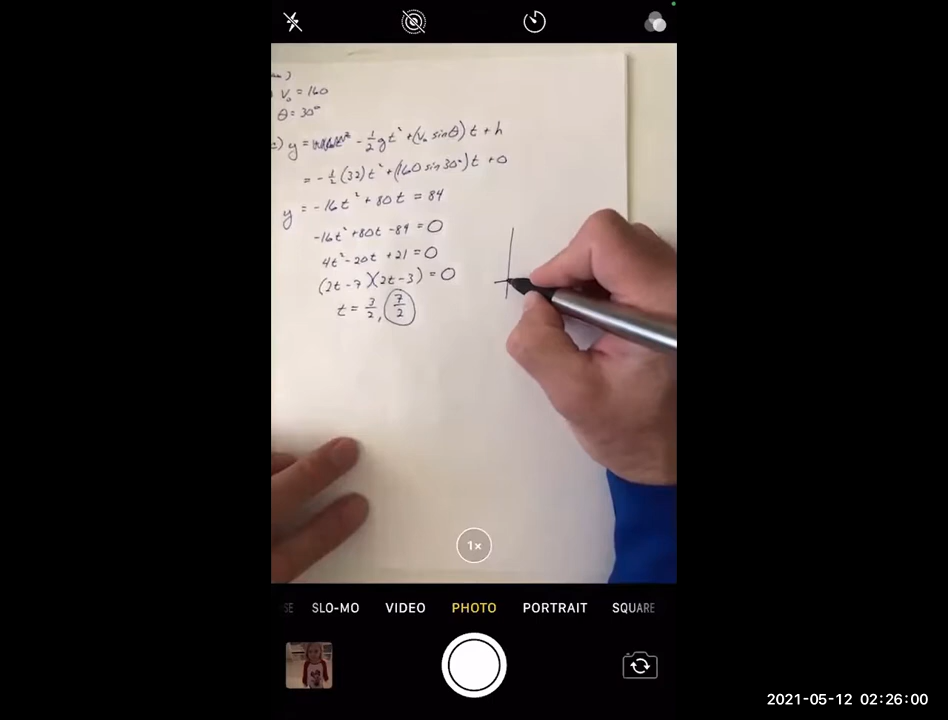 V₀ = 160
θ = 30°
y = - 1/2 g t² + (V₀ sinθ) t + h
= - 1/2 (32) t² + (160 sin 30°) t + 0
y = -16t² + 80t = 84
-16t² + 80t - 84 = 0
4t² - 20t + 21 = 0
(2t - 7)(2t - 3) = 0
t = 3/2, 7/2
1×
SLO-MO VIDEO PHOTO PORTRAIT SQUARE
2021-05-12 02:26:00